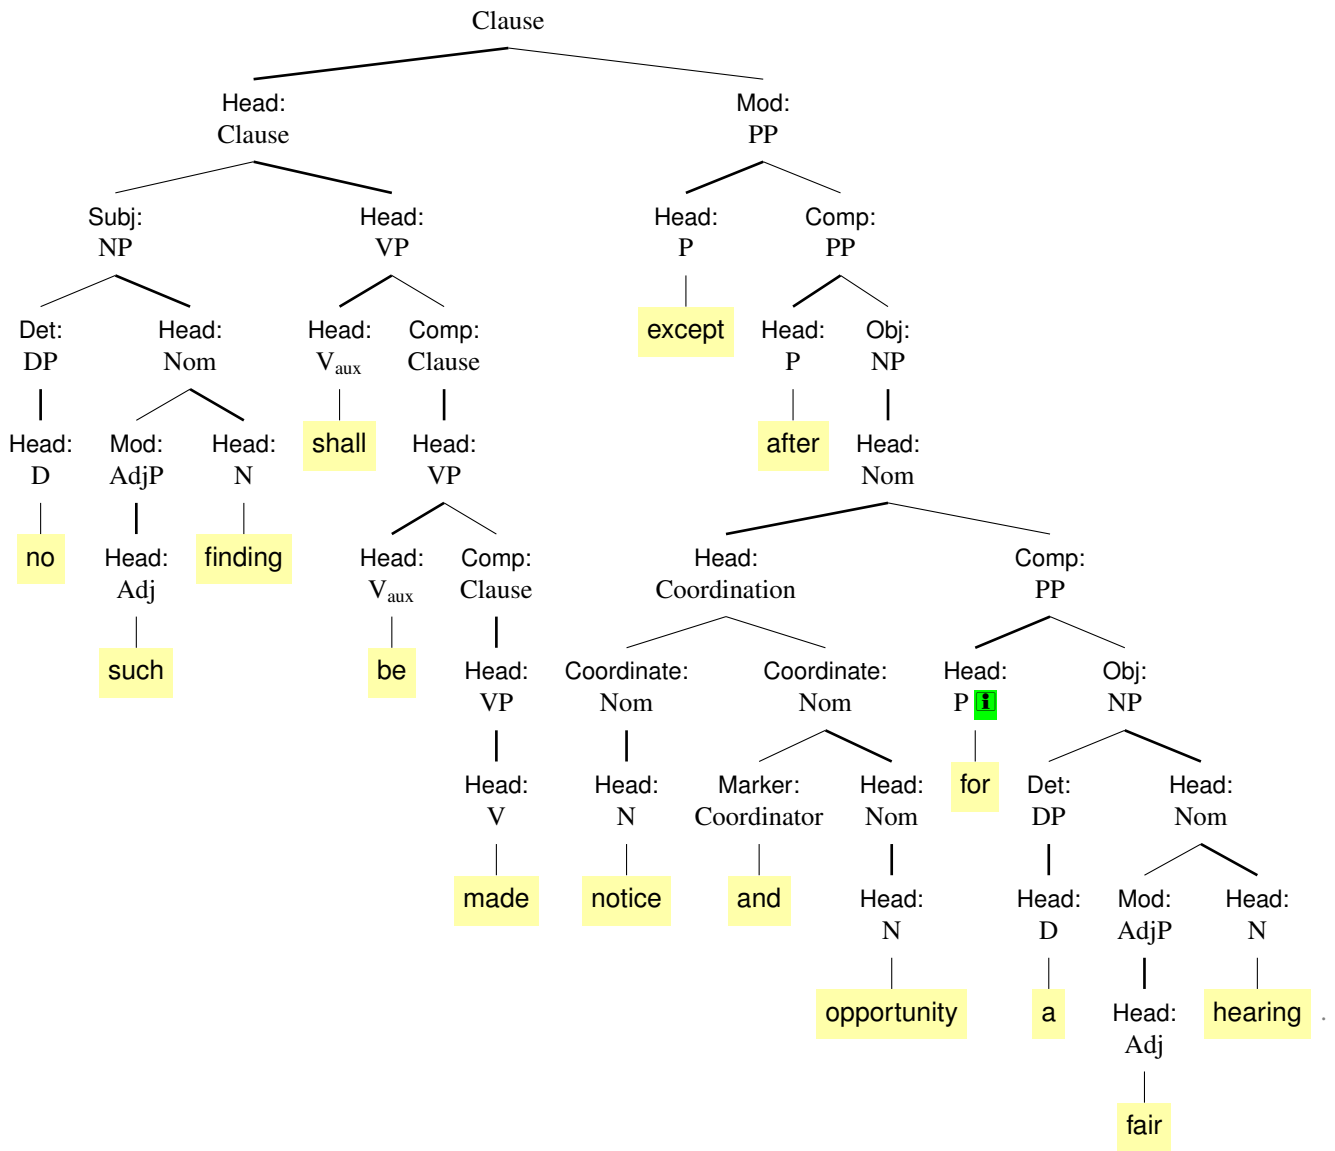 Clause
Head: Mod:
Clause PP
Subj: Head: Head: Comp:
NP VP P PP
Det: Head: Head: Comp: except Head: Obj:
DP Nom Vaux Clause P NP
Head: Mod: Head: shall Head: after Head:
D AdjP N VP Nom
no Head: finding Head: Comp: Head: Comp:
Adj Vaux Clause Coordination PP
such be Head: Coordinate: Coordinate: Head: Obj:
VP Nom Nom P NP
Head: Head: Marker: Head: for Det: Head:
V N Coordinator Nom DP Nom
made notice and Head: Head: Mod: Head:
N D AdjP N
opportunity a Head: hearing .
Adj
fair